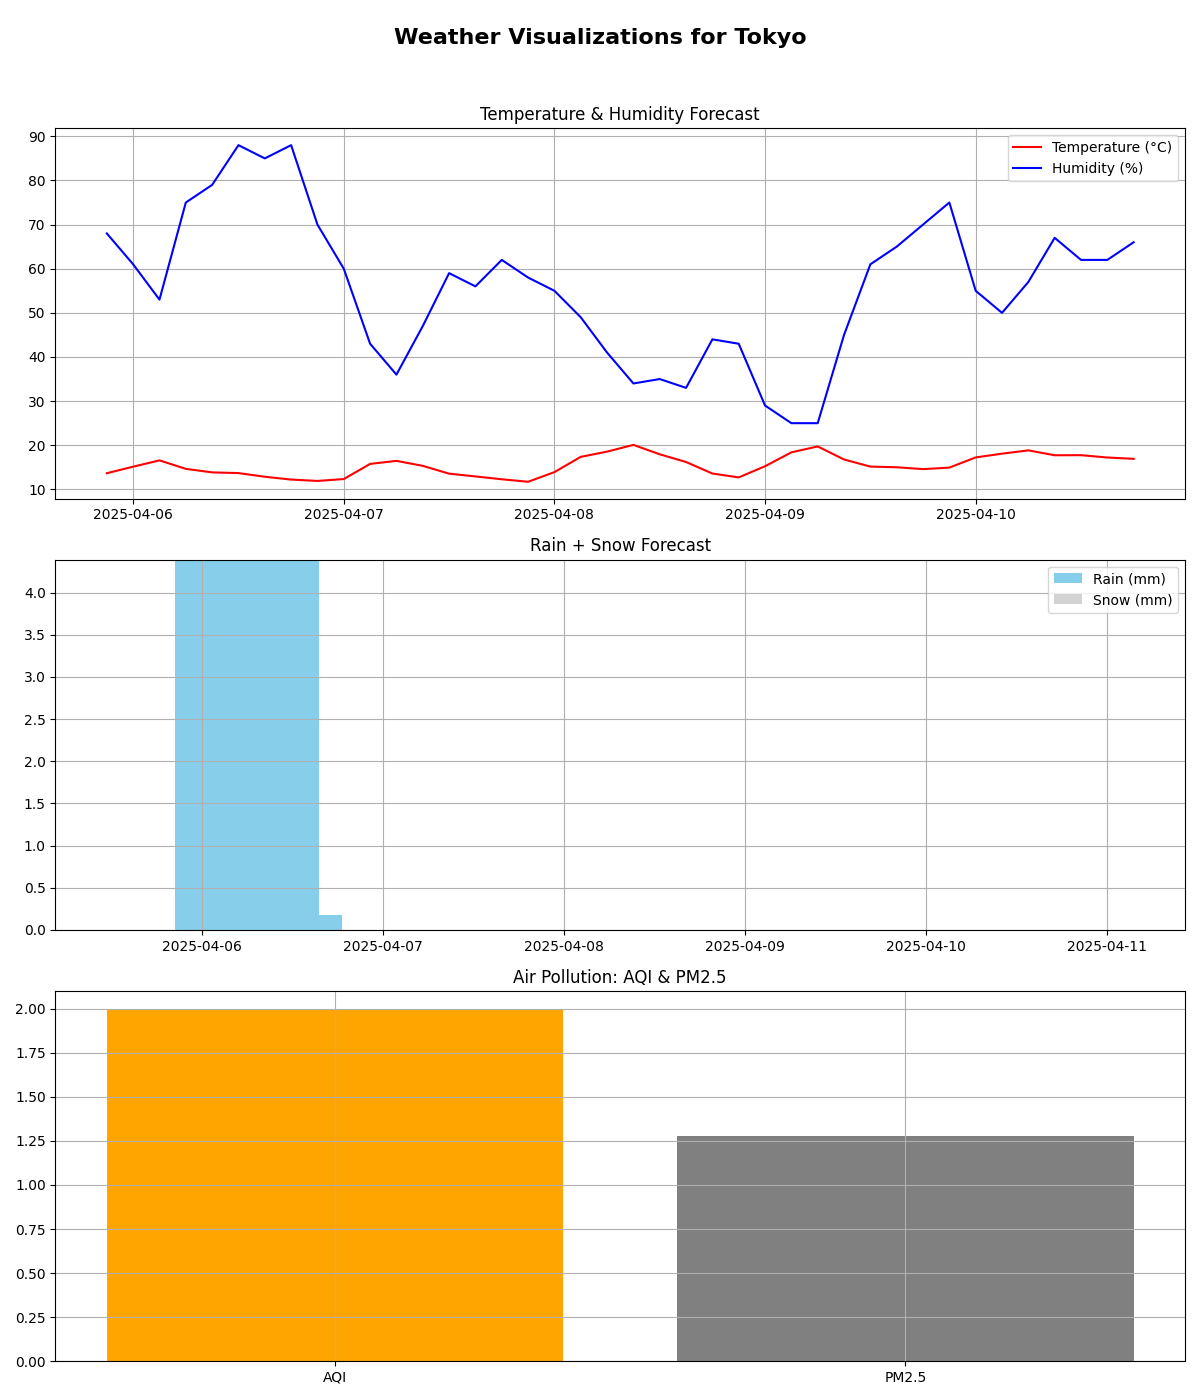 Weather Visualizations for Tokyo
Temperature & Humidity Forecast
90
80
70
60
50
40
30
20
10
Temperature (°C)
Humidity (%)
2025-04-06 2025-04-07 2025-04-08 2025-04-09 2025-04-10
Rain + Snow Forecast
4.0
3.5
3.0
2.5
2.0
1.5
1.0
0.5
0.0
Rain (mm)
Snow (mm)
2025-04-06 2025-04-07 2025-04-08 2025-04-09 2025-04-10 2025-04-11
Air Pollution: AQI & PM2.5
2.00
1.75
1.50
1.25
1.00
0.75
0.50
0.25
0.00
AQI PM2.5